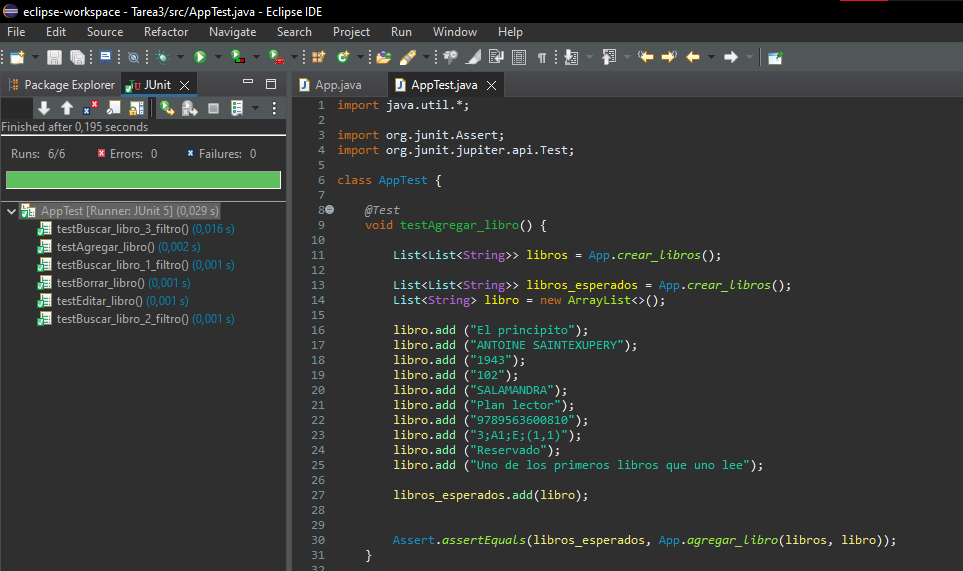 eclipse-workspace - Tarea3/src/AppTest.java - Eclipse IDE
File Edit Source Refactor Navigate Search Project Run Window Help
Package Explorer JUnit
App.java AppTest.java
Finished after 0,195 seconds
Runs: 6/6 Errors: 0 Failures: 0
AppTest [Runner: JUnit 5] (0,029 s)
testBuscar_libro_3_filtro() (0,016 s)
testAgregar_libro() (0,002 s)
testBuscar_libro_1_filtro() (0,001 s)
testBorrar_libro() (0,001 s)
testEditar_libro() (0,001 s)
testBuscar_libro_2_filtro() (0,001 s)
1 import java.util.*;
2
3 import org.junit.Assert;
4 import org.junit.jupiter.api.Test;
5
6 class AppTest {
7
8 @Test
9 void testAgregar_libro() {
10
11 List<List<String>> libros = App.crear_libros();
12
13 List<List<String>> libros_esperados = App.crear_libros();
14 List<String> libro = new ArrayList<>();
15
16 libro.add ("El principito");
17 libro.add ("ANTOINE SAINTEXUPERY");
18 libro.add ("1943");
19 libro.add ("102");
20 libro.add ("SALAMANDRA");
21 libro.add ("Plan lector");
22 libro.add ("9789563600810");
23 libro.add ("3;A1;E;(1,1)");
24 libro.add ("Reservado");
25 libro.add ("Uno de los primeros libros que uno lee");
26
27 libros_esperados.add(libro);
28
29
30 Assert.assertEquals(libros_esperados, App.agregar_libro(libros, libro));
31 }
32